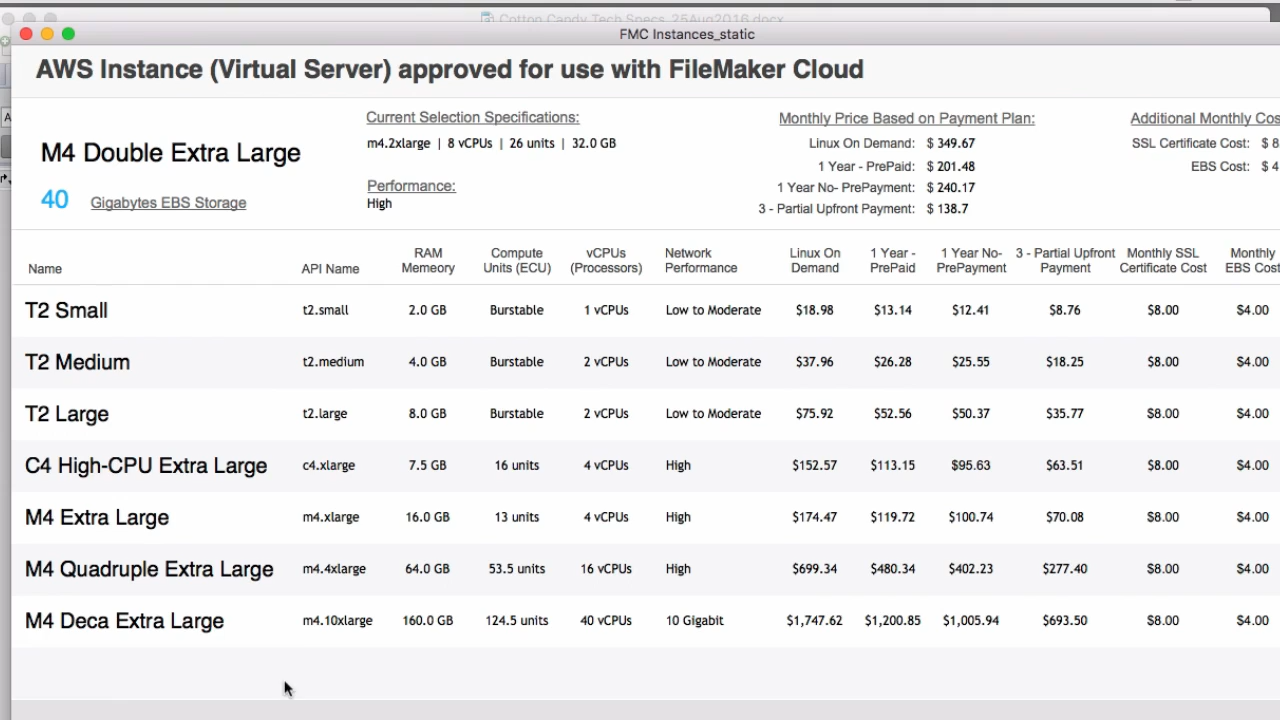 Cotton Candy Tech Specs_25Aug2016.docx
FMC Instances_static
AWS Instance (Virtual Server) approved for use with FileMaker Cloud
M4 Double Extra Large
40 Gigabytes EBS Storage
Current Selection Specifications:
m4.2xlarge | 8 vCPUs | 26 units | 32.0 GB
Performance:
High
Monthly Price Based on Payment Plan:
Linux On Demand: $ 349.67
1 Year - PrePaid: $ 201.48
1 Year No- PrePayment: $ 240.17
3 - Partial Upfront Payment: $ 138.7
Additional Monthly Cos
SSL Certificate Cost: $ 8
EBS Cost: $ 4
Name API Name RAM Memeory Compute Units (ECU) vCPUs (Processors) Network Performance Linux On Demand 1 Year - PrePaid 1 Year No- PrePayment 3 - Partial Upfront Payment Monthly SSL Certificate Cost Monthly EBS Cost
T2 Small t2.small 2.0 GB Burstable 1 vCPUs Low to Moderate $18.98 $13.14 $12.41 $8.76 $8.00 $4.00
T2 Medium t2.medium 4.0 GB Burstable 2 vCPUs Low to Moderate $37.96 $26.28 $25.55 $18.25 $8.00 $4.00
T2 Large t2.large 8.0 GB Burstable 2 vCPUs Low to Moderate $75.92 $52.56 $50.37 $35.77 $8.00 $4.00
C4 High-CPU Extra Large c4.xlarge 7.5 GB 16 units 4 vCPUs High $152.57 $113.15 $95.63 $63.51 $8.00 $4.00
M4 Extra Large m4.xlarge 16.0 GB 13 units 4 vCPUs High $174.47 $119.72 $100.74 $70.08 $8.00 $4.00
M4 Quadruple Extra Large m4.4xlarge 64.0 GB 53.5 units 16 vCPUs High $699.34 $480.34 $402.23 $277.40 $8.00 $4.00
M4 Deca Extra Large m4.10xlarge 160.0 GB 124.5 units 40 vCPUs 10 Gigabit $1,747.62 $1,200.85 $1,005.94 $693.50 $8.00 $4.00